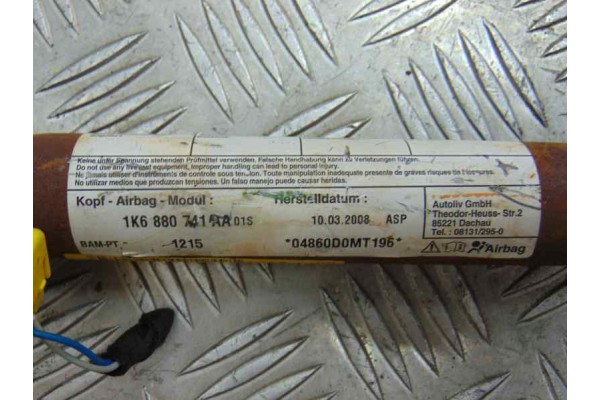 Keine unter Spannung stehenden Prüfmittel verwenden. Falsche Handhabung kann zu Verletzungen führen.
Do not use any live test equipment, improper handling can lead to personal injury.
Ne jamais utiliser d'instruments de controle sous tension. Toute manipulation inadequate peut causer de graves risques de blessures.
No utilizar medios que produzcan tensiones. Un falso manejo puede causar heridas.
Kopf - Airbag - Modul :
Herstelldatum :
1K6 880 741 A 01S
10.03.2008 ASP
BAM-PT- 1215
*04860D0MT196*
Autoliv GmbH
Theodor-Heuss- Str.2
85221 Dachau
Tel. : 08131/295-0
Airbag